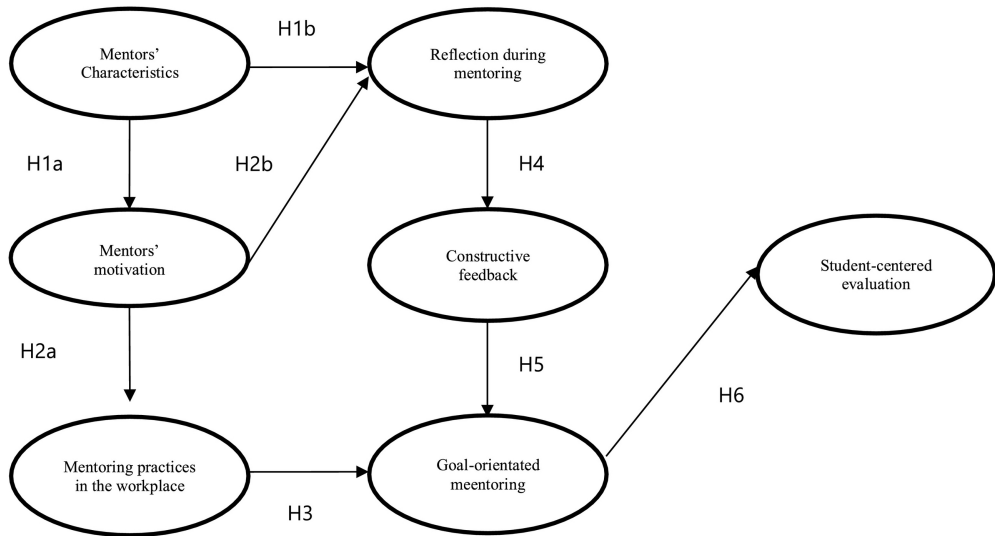 H1b
Mentors’
Characteristics
Reflection during
mentoring
H1a
H2b
H4
Mentors’
motivation
Constructive
feedback
Student-centered
evaluation
H2a
H5
H6
Mentoring practices
in the workplace
Goal-orientated
meentoring
H3